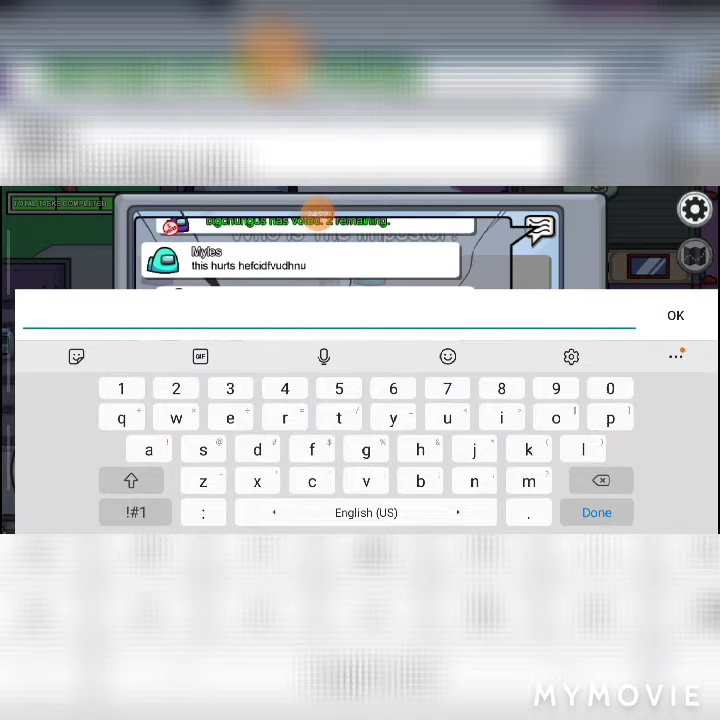 TOTAL TASKS COMPLETED
has voted. 2 remaining.
Who Is The Impostor?
Myles
this hurts hefcidfvudhnu
OK
GIF
1 2 3 4 5 6 7 8 9 0
q w e r t y u i o p
a s d f g h j k l
z x c v b n m
!#1 : English (US) . Done
MYMOVIE